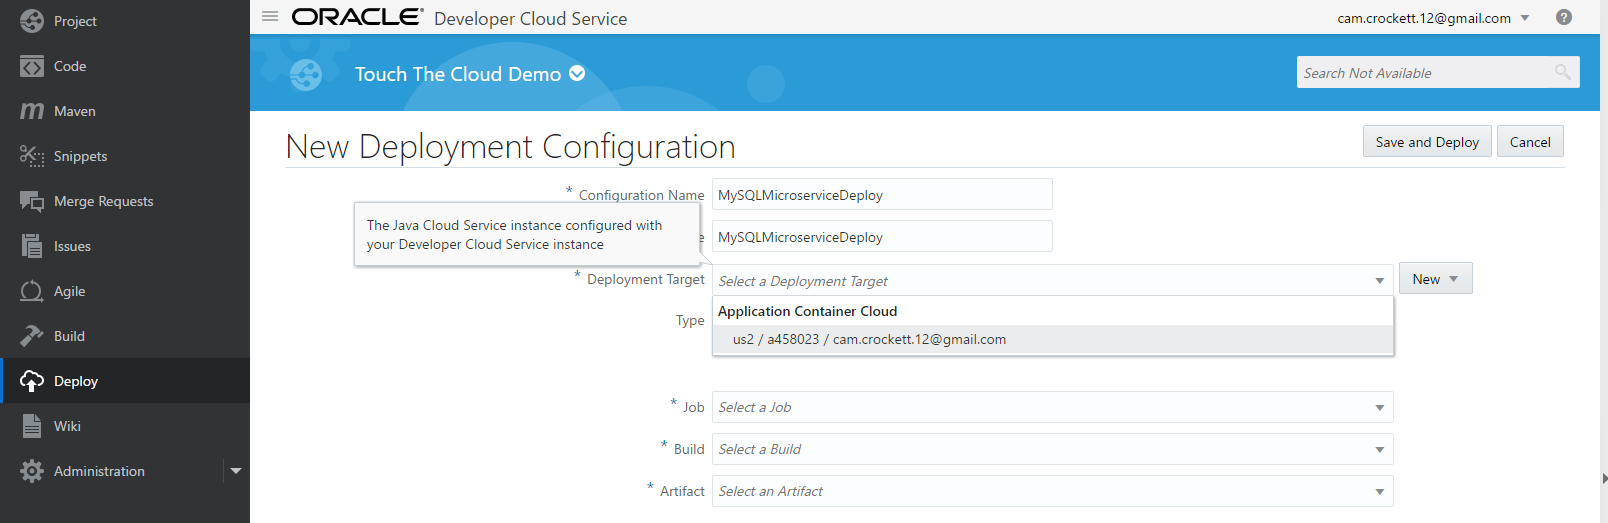 Project
Code
Maven
Snippets
Merge Requests
Issues
Agile
Build
Deploy
Wiki
Administration
ORACLE® Developer Cloud Service
cam.crockett.12@gmail.com ?
Touch The Cloud Demo
Search Not Available
New Deployment Configuration
Save and Deploy Cancel
* Configuration Name MySQLMicroserviceDeploy
The Java Cloud Service instance configured with
your Developer Cloud Service instance
MySQLMicroserviceDeploy
* Deployment Target Select a Deployment Target New
Application Container Cloud
Type
us2 / a458023 / cam.crockett.12@gmail.com
* Job Select a Job
* Build Select a Build
* Artifact Select an Artifact